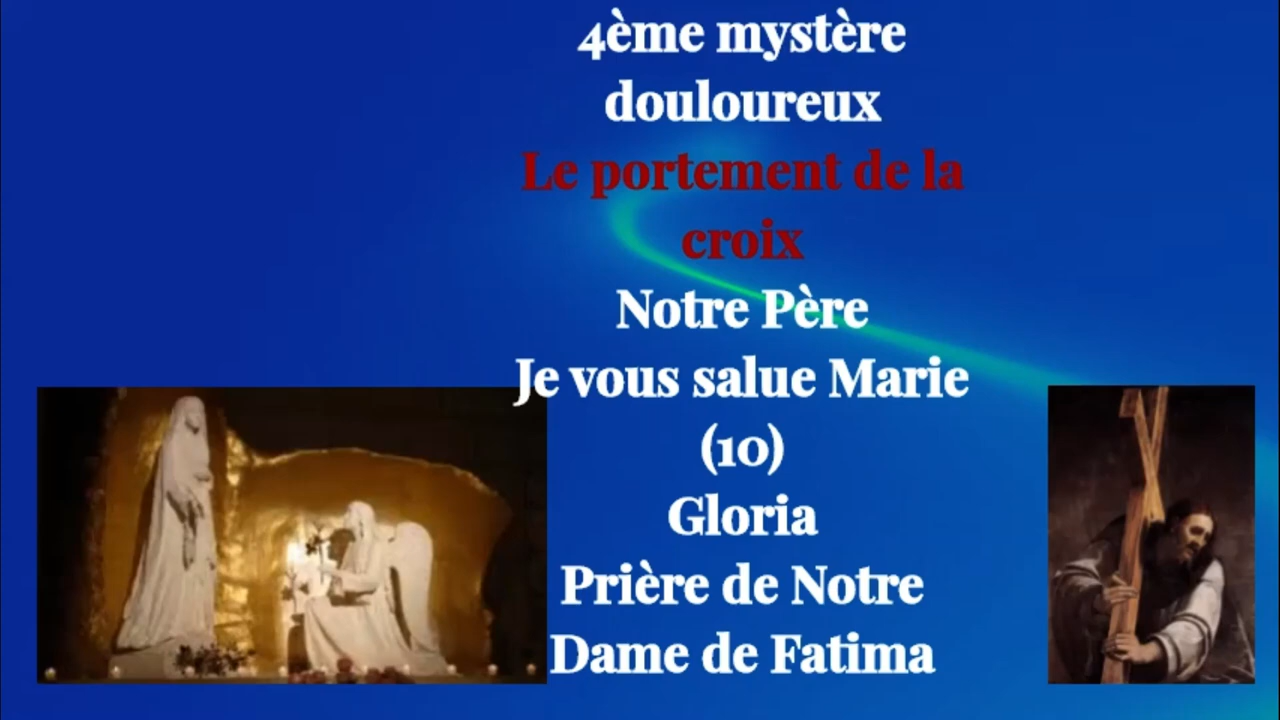 4ème mystère
douloureux
Le portement de la
croix
Notre Père
Je vous salue Marie
(10)
Gloria
Prière de Notre
Dame de Fatima